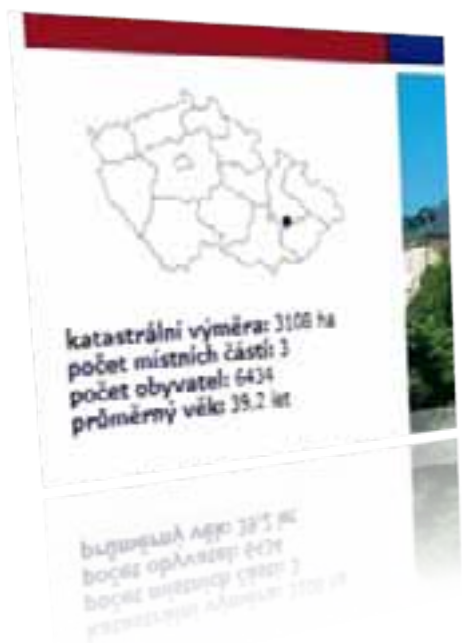 katastrální výměra: 3108 ha
počet místních částí: 3
počet obyvatel: 6434
průměrný věk: 39,2 let